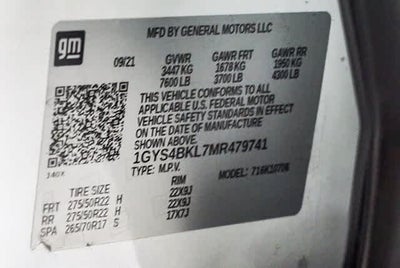 gm
MFD BY GENERAL MOTORS LLC
09/21 GVWR GAWR FRT GAWR RR
3447 KG 1678 KG 1950 KG
7600 LB 3700 LB 4300 LB
THIS VEHICLE CONFORMS TO ALL
APPLICABLE U.S. FEDERAL MOTOR
VEHICLE SAFETY STANDARDS IN EFFECT
ON THE DATE OF MANUFACTURE
SHOWN ABOVE.
1GYS4BKL7MR479741
140X TYPE: M.P.V. MODEL:
TIRE SIZE RIM
FRT 275/50R22 H 22X9J
RR 275/50R22 H 22X9J
SPA 265/70R17 S 17X7J